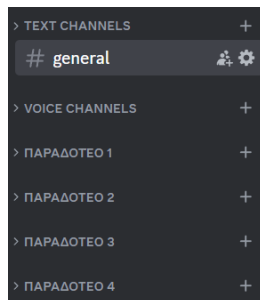 TEXT CHANNELS
# general
VOICE CHANNELS
ΠΑΡΑΔΟΤΕΟ 1
ΠΑΡΑΔΟΤΕΟ 2
ΠΑΡΑΔΟΤΕΟ 3
ΠΑΡΑΔΟΤΕΟ 4